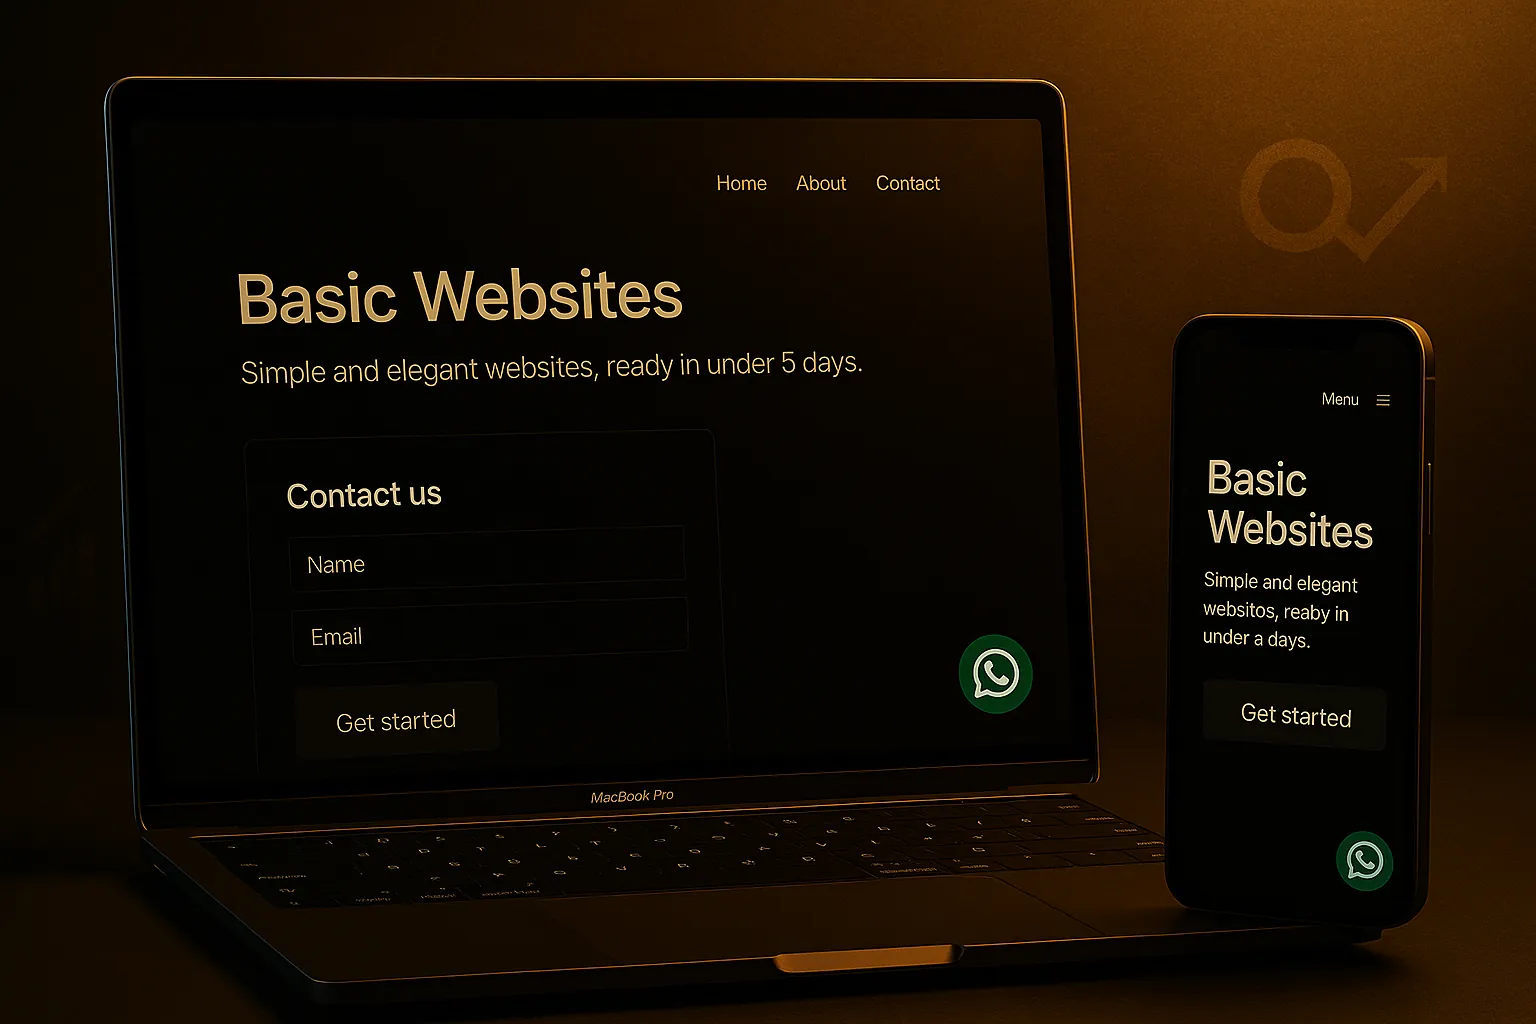 Home About Contact
Basic Websites
Simple and elegant websites, ready in under 5 days.
Contact us
Name
Email
Get started
MacBook Pro
Menu
Basic
Websites
Simple and elegant
websitos, reaby in
under a days.
Get started